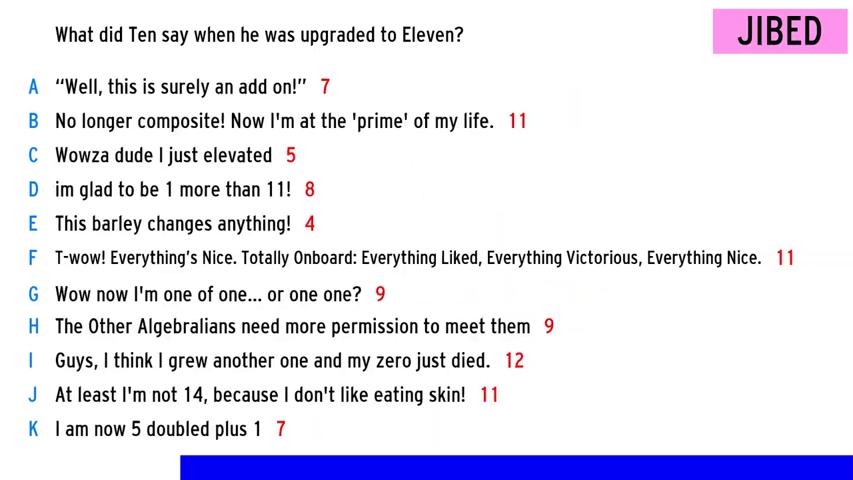 What did Ten say when he was upgraded to Eleven?
JIBED
A “Well, this is surely an add on!” 7
B No longer composite! Now I'm at the 'prime' of my life. 11
C Wowza dude I just elevated 5
D im glad to be 1 more than 11! 8
E This barley changes anything! 4
F T-wow! Everything's Nice. Totally Onboard: Everything Liked, Everything Victorious, Everything Nice. 11
G Wow now I'm one of one... or one one? 9
H The Other Algebralians need more permission to meet them 9
I Guys, I think I grew another one and my zero just died. 12
J At least I'm not 14, because I don't like eating skin! 11
K I am now 5 doubled plus 1 7